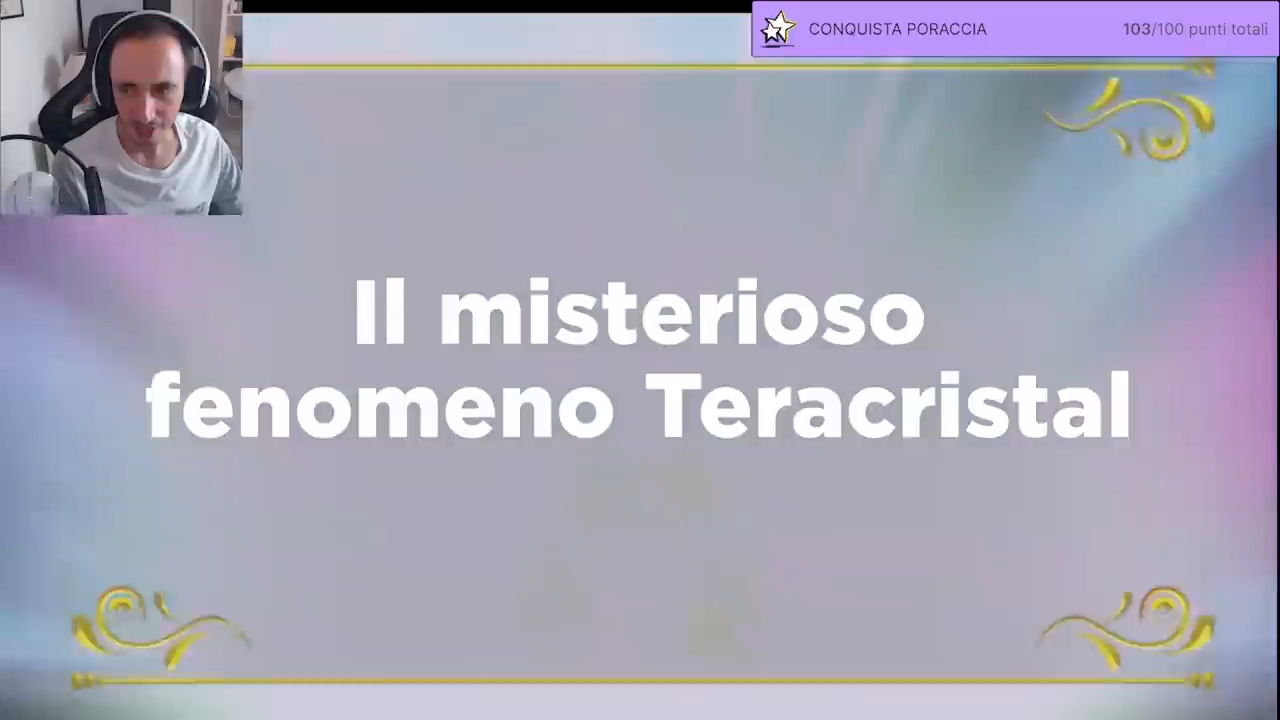 CONQUISTA PORACCIA 103/100 punti totali
Il misterioso
fenomeno Teracristal